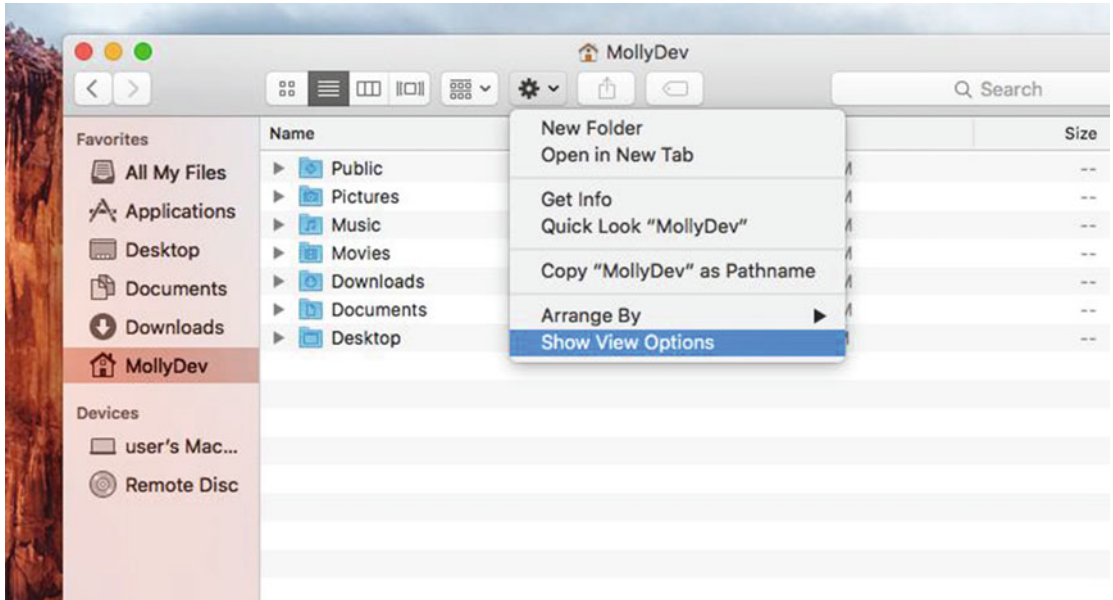 MollyDev
Search
Favorites
All My Files
Applications
Desktop
Documents
Downloads
MollyDev
Devices
user's Mac...
Remote Disc
Name
Size
Public
--
Pictures
--
Music
--
Movies
--
Downloads
--
Documents
--
Desktop
--
New Folder
Open in New Tab
Get Info
Quick Look “MollyDev”
Copy “MollyDev” as Pathname
Arrange By
Show View Options